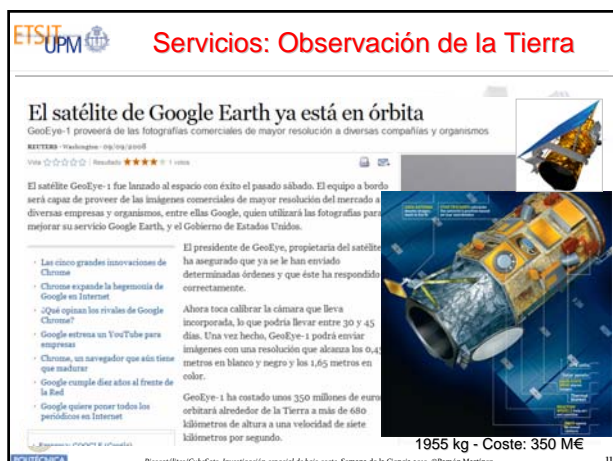 ETSIT UPM
Servicios: Observación de la Tierra
El satélite de Google Earth ya está en órbita
GeoEye-1 proveerá de las fotografías comerciales de mayor resolución a diversas compañías y organismos
REUTERS - Washington - 09/09/2008
Vota Resultado 1 votos
El satélite GeoEye-1 fue lanzado al espacio con éxito el pasado sábado. El equipo a bordo
será capaz de proveer de las imágenes comerciales de mayor resolución del mercado a
diversas empresas y organismos, entre ellas Google, quien utilizará las fotografías para
mejorar su servicio Google Earth, y el Gobierno de Estados Unidos.
· Las cinco grandes innovaciones de
Chrome
· Chrome expande la hegemonía de
Google en Internet
· ¿Qué opinan los rivales de Google
Chrome?
· Google estrena un YouTube para
empresas
· Chrome, un navegador que aún tiene
que madurar
· Google cumple diez años al frente de
la Red
· Google quiere poner todos los
periódicos en Internet
El presidente de GeoEye, propietaria del satélite
ha asegurado que ya se le han enviado
determinadas órdenes y que éste ha respondido
correctamente.
Ahora toca calibrar la cámara que lleva
incorporada, lo que podría llevar entre 30 y 45
días. Una vez hecho, GeoEye-1 podrá enviar
imágenes con una resolución que alcanza los 0,4
metros en blanco y negro y los 1,65 metros en
color.
GeoEye-1 ha costado unos 350 millones de euro
orbitará alrededor de la Tierra a más de 680
kilómetros de altura a una velocidad de siete
kilómetros por segundo.
1955 kg - Coste: 350 M€
POLITÉCNICA
11